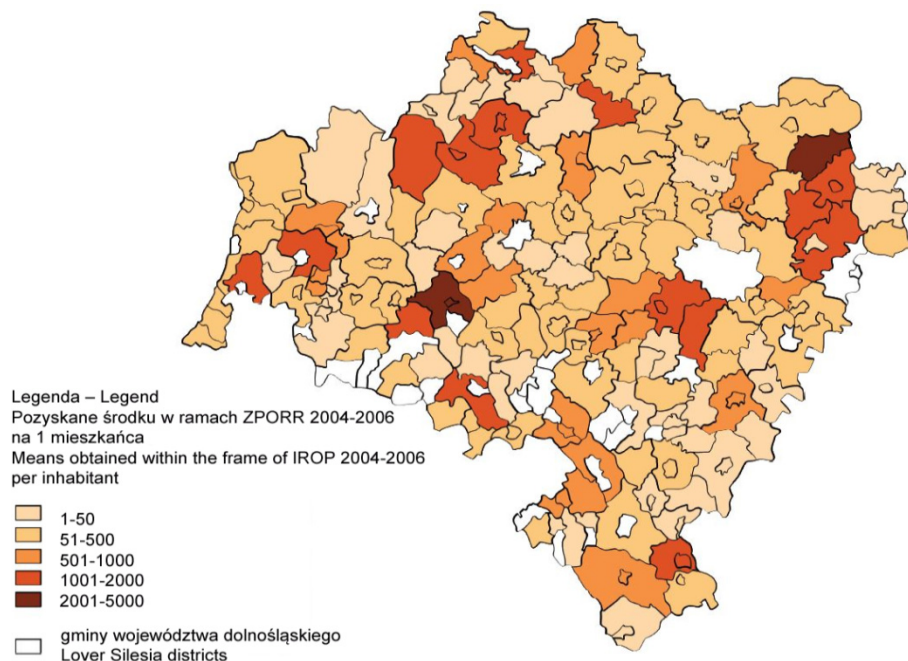 Legenda – Legend
Pozyskane środku w ramach ZPORR 2004-2006
na 1 mieszkańca
Means obtained within the frame of IROP 2004-2006
per inhabitant
1-50
51-500
501-1000
1001-2000
2001-5000
gminy województwa dolnośląskiego
Lover Silesia districts